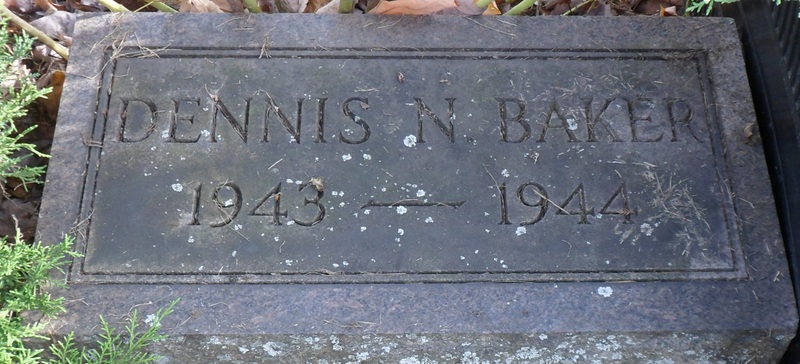 DENNIS N BAKER
1943 — 1944